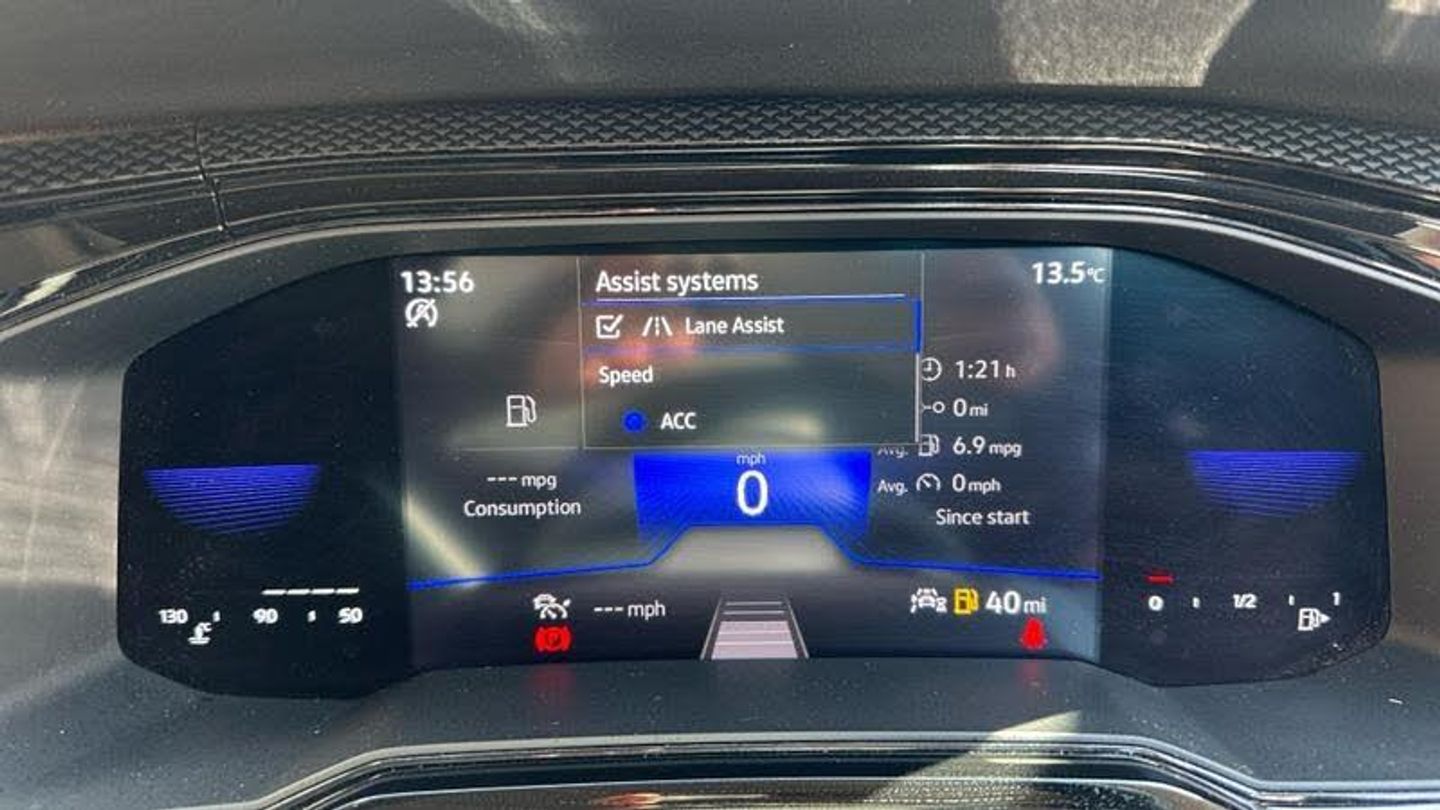 13:56
Assist systems
13.5°C
Lane Assist
Speed
ACC
1:21 h
0 mi
Avg. 6.9 mpg
Avg. 0 mph
Since start
--- mpg
Consumption
mph
0
--- mph
40 mi
130 90 50
0 1/2 1